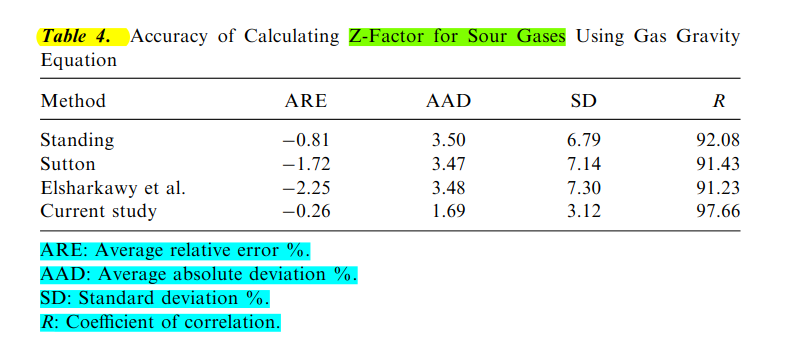 Table 4. Accuracy of Calculating Z-Factor for Sour Gases Using Gas Gravity
Equation
Method ARE AAD SD R
Standing −0.81 3.50 6.79 92.08
Sutton −1.72 3.47 7.14 91.43
Elsharkawy et al. −2.25 3.48 7.30 91.23
Current study −0.26 1.69 3.12 97.66
ARE: Average relative error %.
AAD: Average absolute deviation %.
SD: Standard deviation %.
R: Coefficient of correlation.